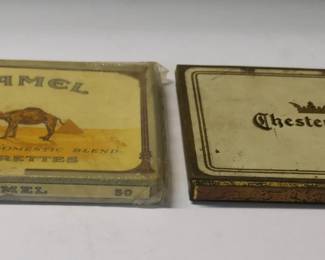 AMEL
DOMESTIC BLEND
RETTES
MEL 50
Chester